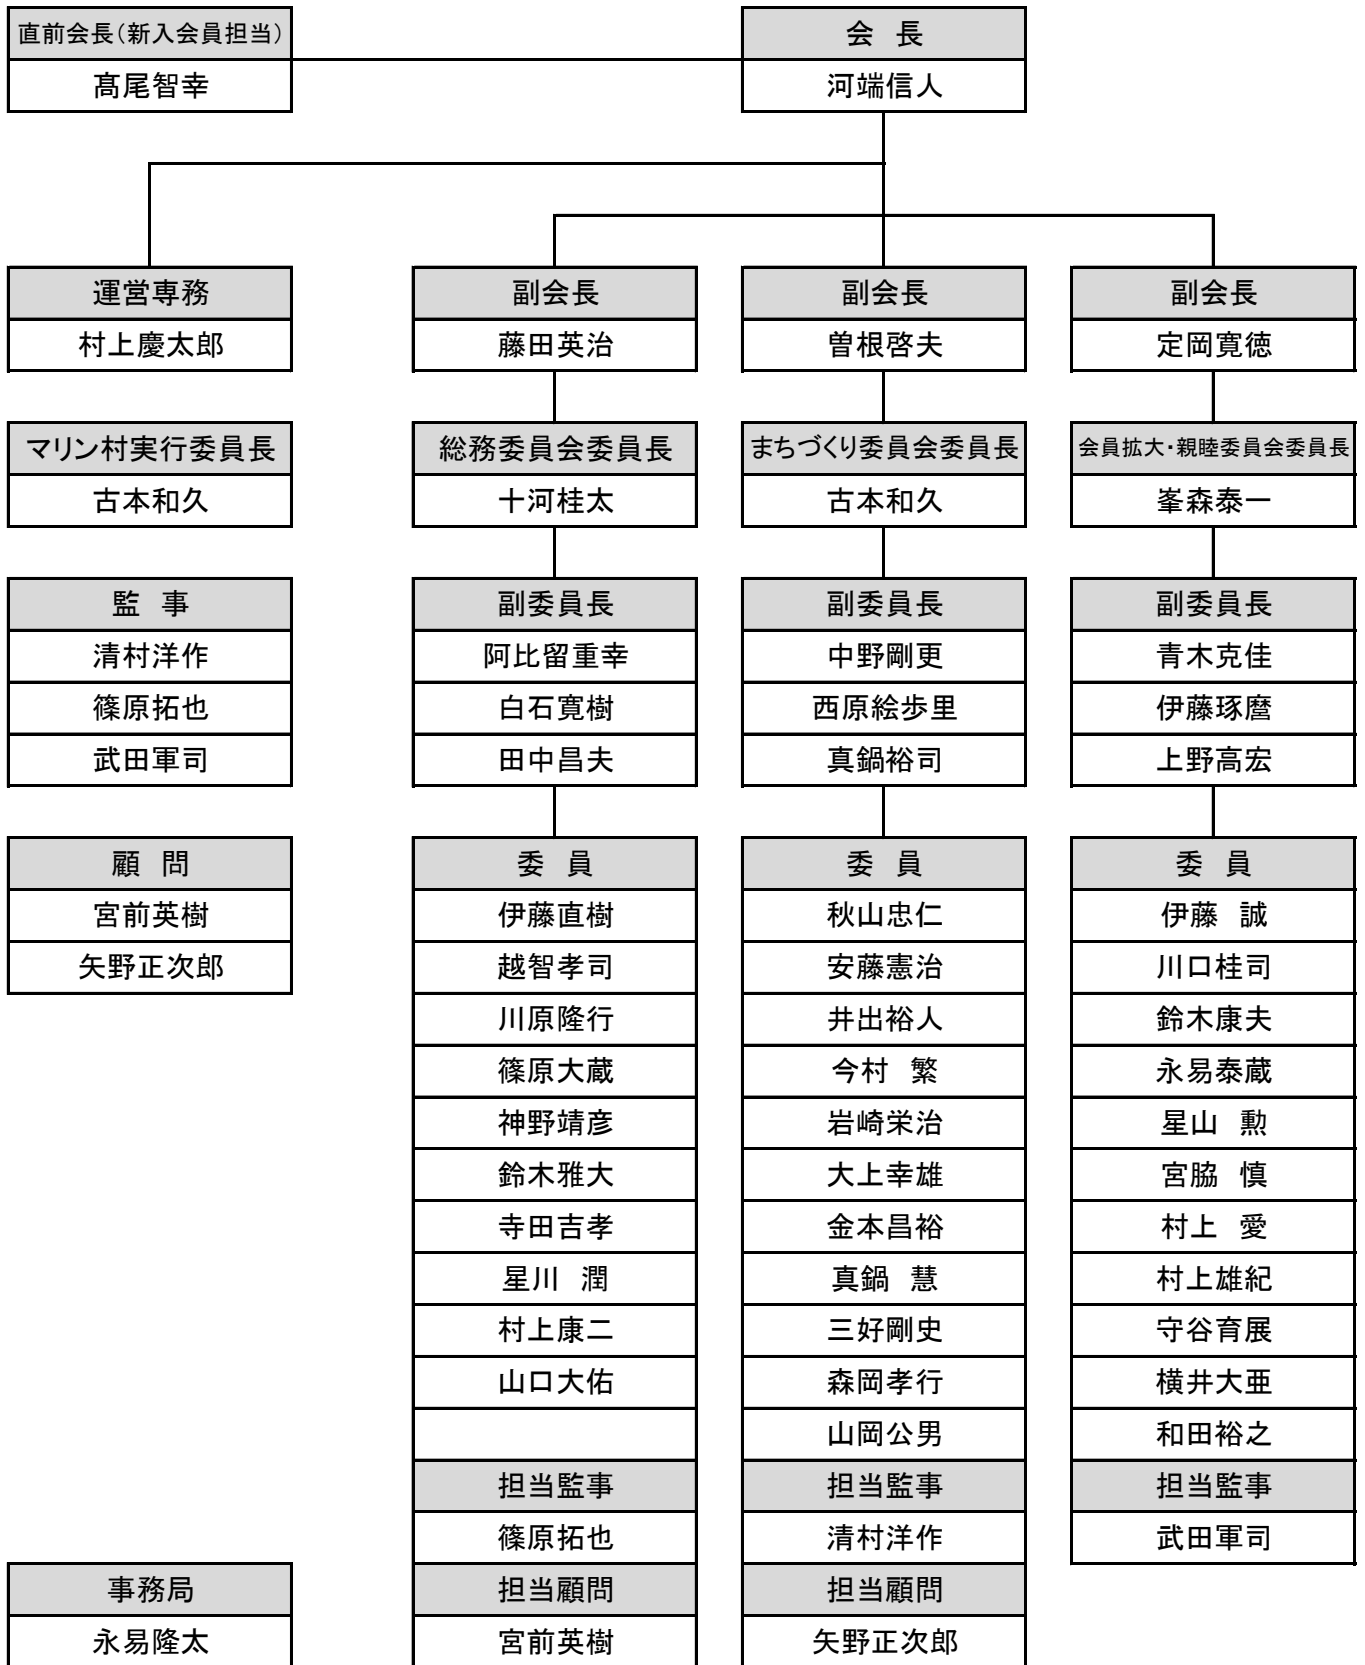 直前会長（新入会員担当）
髙尾智幸
会　長
河端信人
運営専務
村上慶太郎
マリン村実行委員長
古本和久
監　事
清村洋作
篠原拓也
武田軍司
顧　問
宮前英樹
矢野正次郎
事務局
永易隆太
副会長
藤田英治
総務委員会委員長
十河桂太
副委員長
阿比留重幸
白石寛樹
田中昌夫
委　員
伊藤直樹
越智孝司
川原隆行
篠原大蔵
神野靖彦
鈴木雅大
寺田吉孝
星川　潤
村上康二
山口大佑
担当監事
篠原拓也
担当顧問
宮前英樹
副会長
曽根啓夫
まちづくり委員会委員長
古本和久
副委員長
中野剛更
西原絵歩里
真鍋裕司
委　員
秋山忠仁
安藤憲治
井出裕人
今村　繁
岩崎栄治
大上幸雄
金本昌裕
真鍋　慧
三好剛史
森岡孝行
山岡公男
担当監事
清村洋作
担当顧問
矢野正次郎
副会長
定岡寛徳
会員拡大・親睦委員会委員長
峯森泰一
副委員長
青木克佳
伊藤琢麿
上野高宏
委　員
伊藤　誠
川口桂司
鈴木康夫
永易泰蔵
星山　勲
宮脇　慎
村上　愛
村上雄紀
守谷育展
横井大亜
和田裕之
担当監事
武田軍司